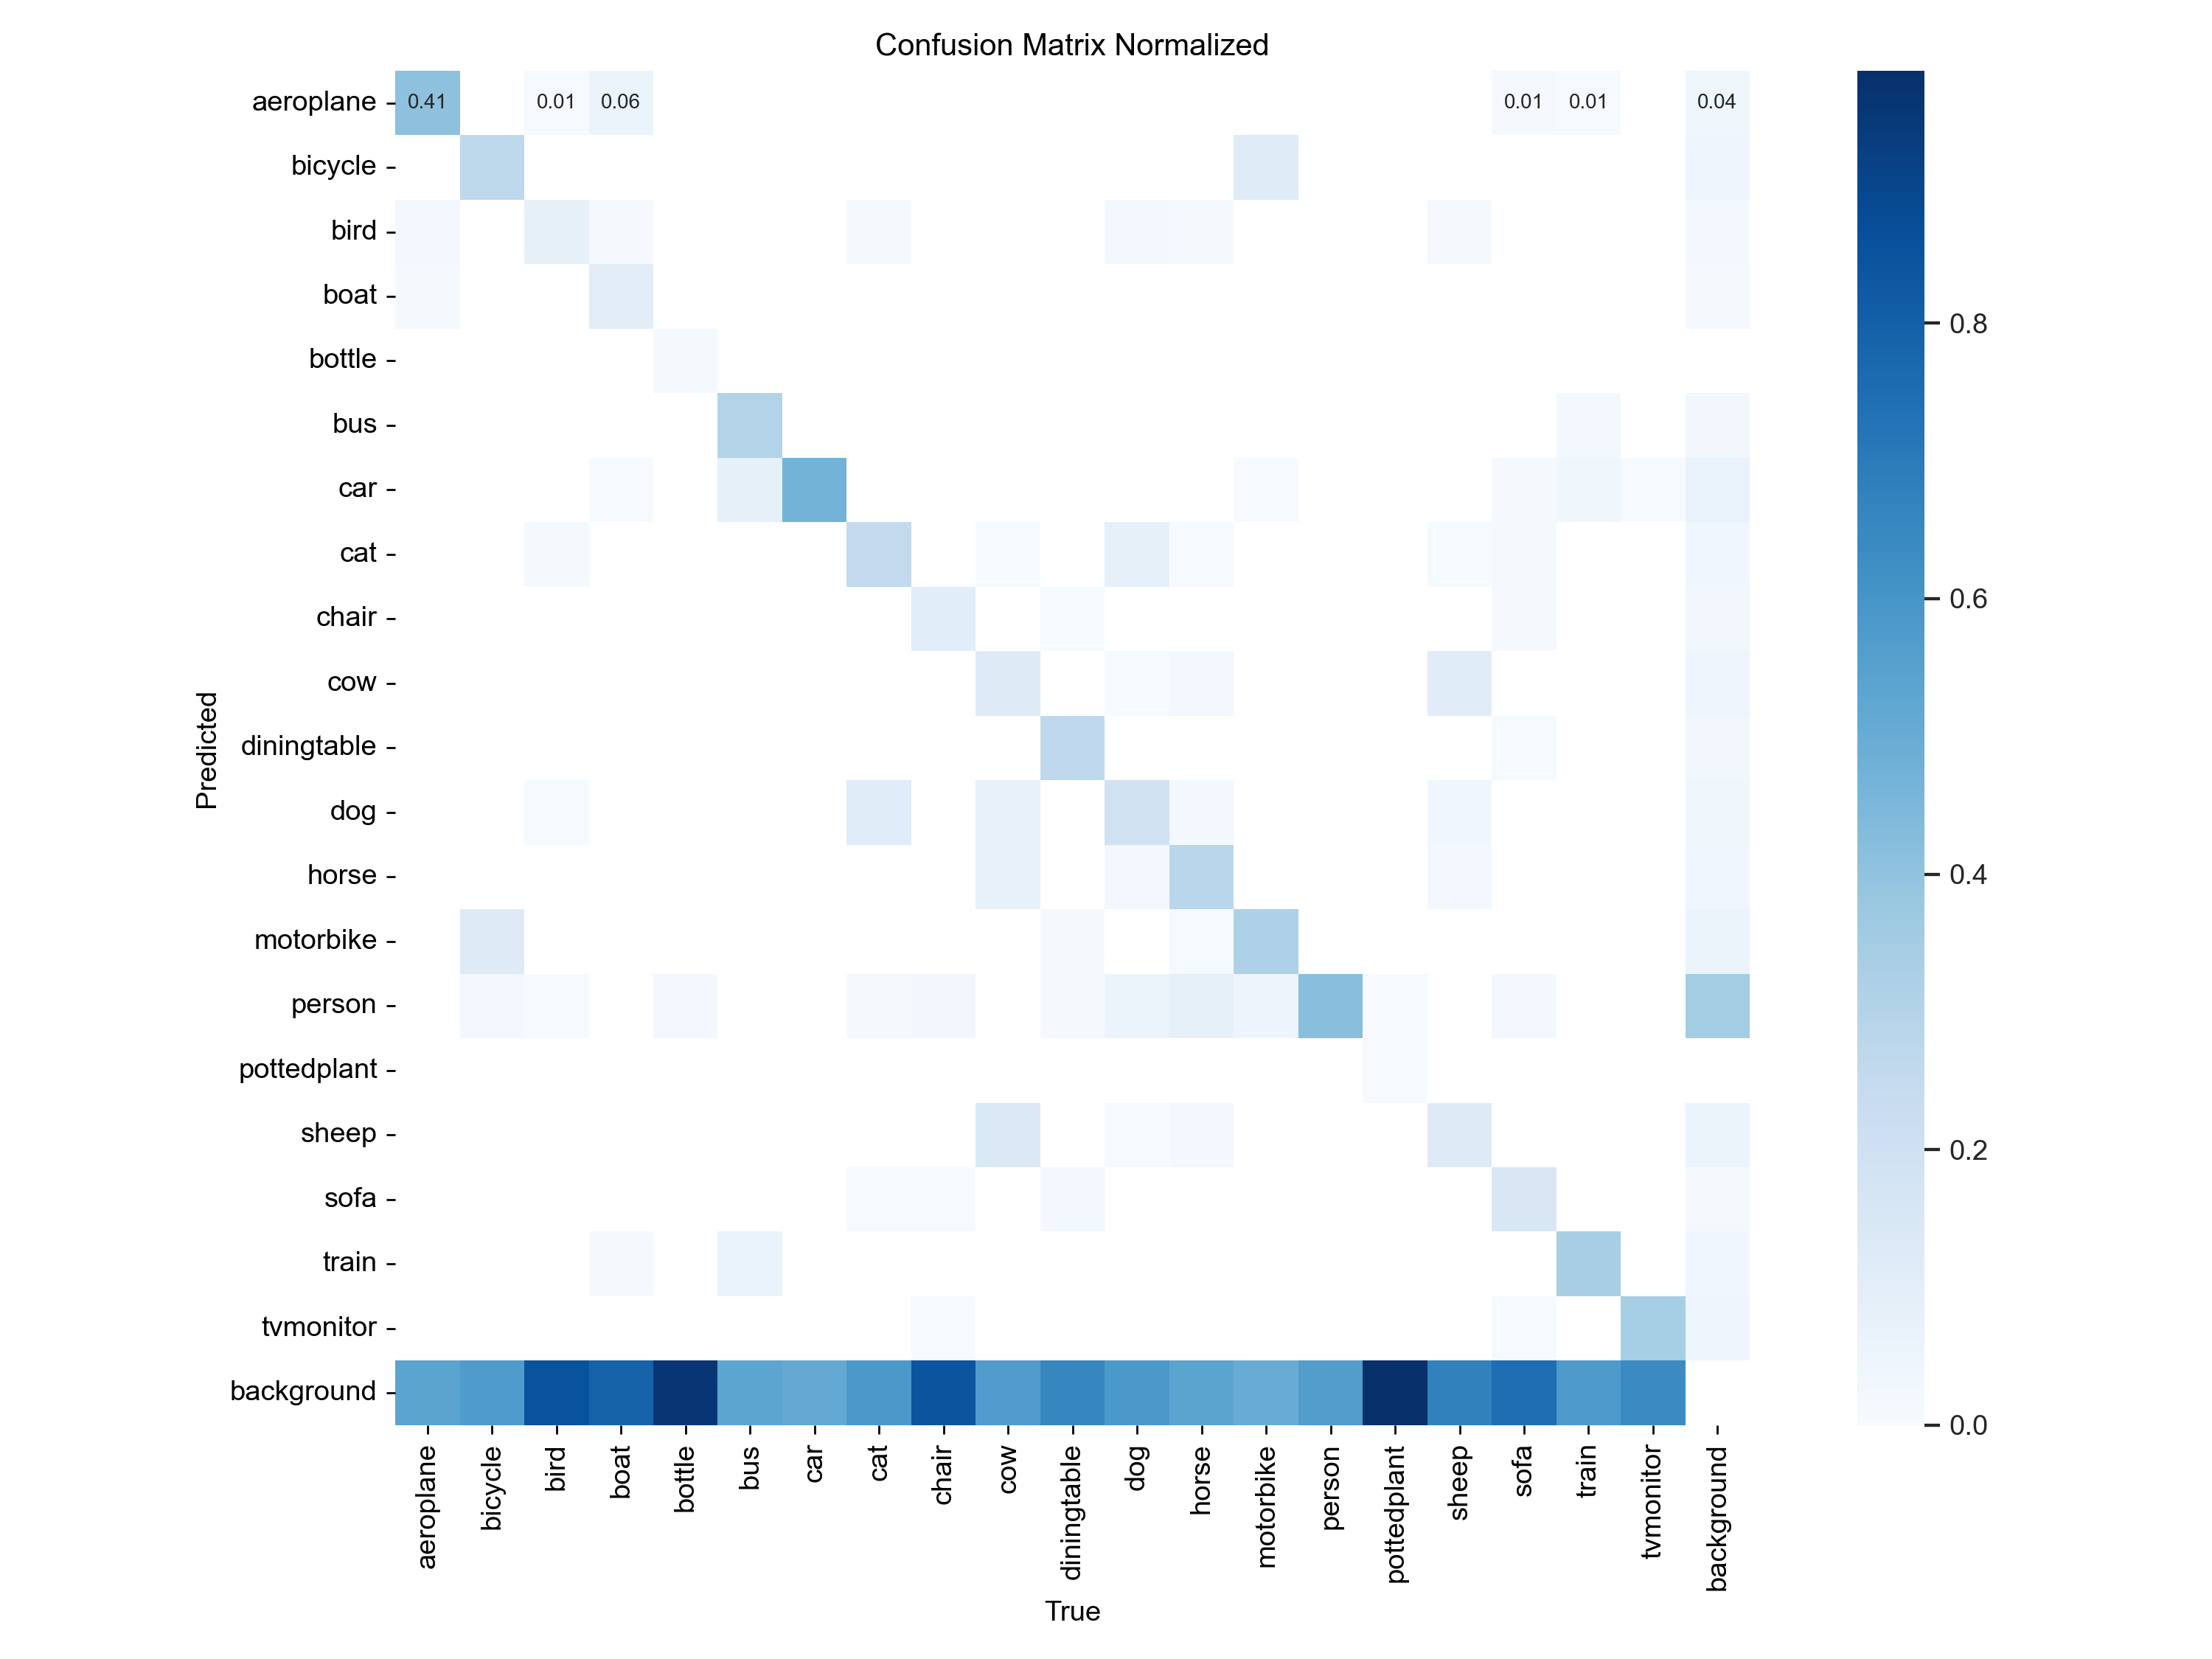 Confusion Matrix Normalized
Predicted
aeroplane
0.41
0.01
0.06
0.01
0.01
0.04
bicycle
bird
boat
bottle
bus
car
cat
chair
cow
diningtable
dog
horse
motorbike
person
pottedplant
sheep
sofa
train
tvmonitor
background
aeroplane
bicycle
bird
boat
bottle
bus
car
cat
chair
cow
diningtable
dog
horse
motorbike
person
pottedplant
sheep
sofa
train
tvmonitor
background
True
0.8
0.6
0.4
0.2
0.0